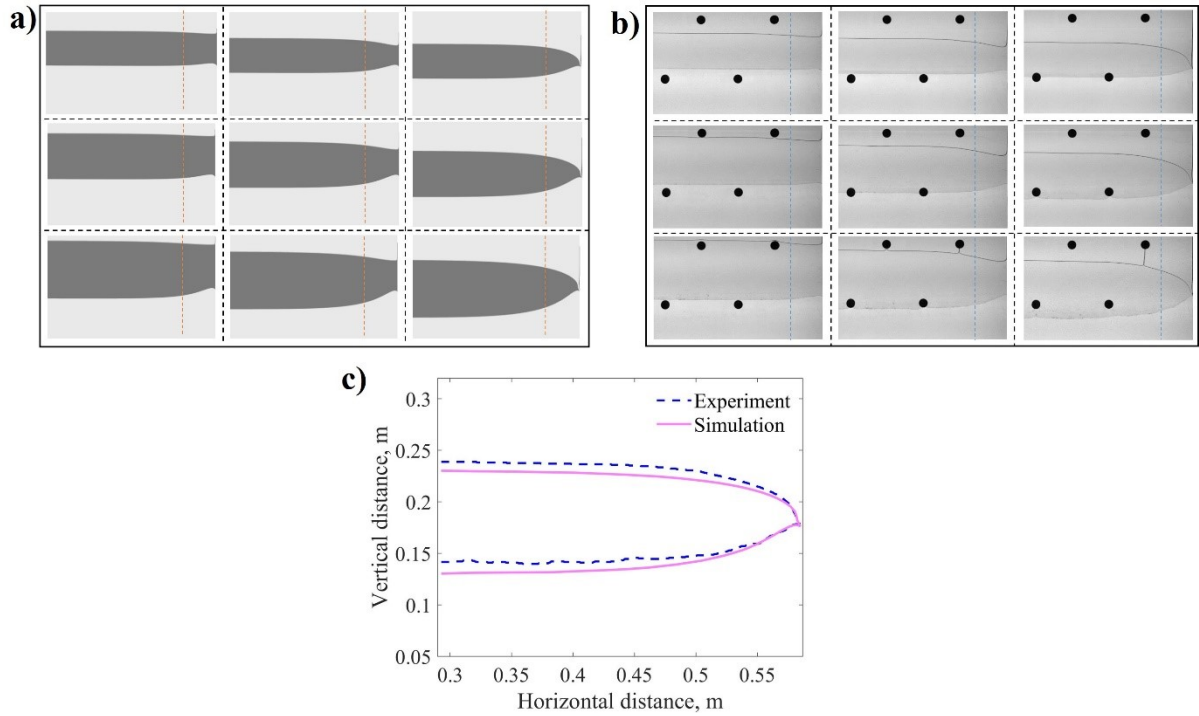 a)
b)
c)
Experiment
Simulation
0.3
0.25
0.2
0.15
0.1
0.05
Vertical distance, m
0.3 0.35 0.4 0.45 0.5 0.55
Horizontal distance, m